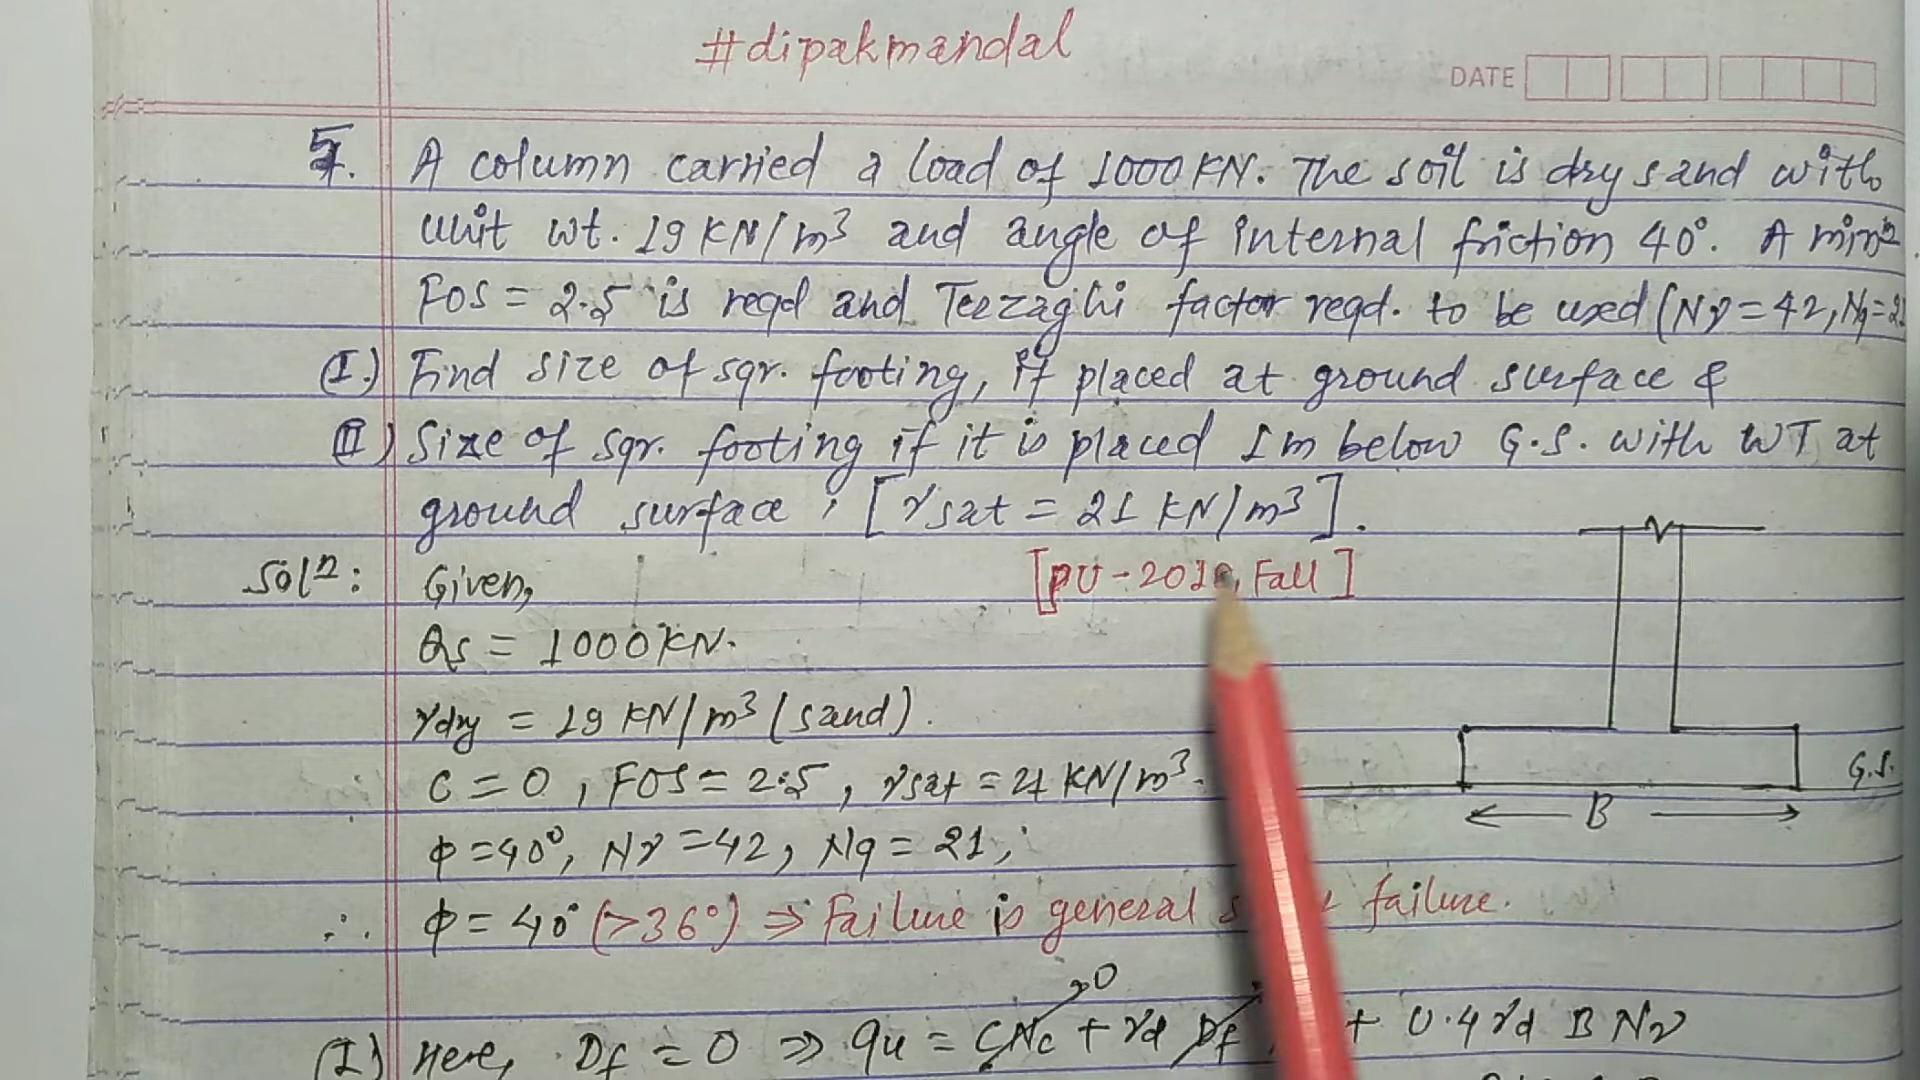 #dipakmandal
DATE
5. A column carried a load of 1000 KN. The soil is dry sand with
unit wt. 19 KN/m³ and angle of internal friction 40°. A minᵐ
FOS = 2.5 is reqd and Terzaghi factor reqd. to be used (Nγ = 42, Nq = 21
(I.) Find size of sqr. footing, if placed at ground surface &
(II) Size of sqr. footing if it is placed 1m below G.S. with WT at
ground surface ; [γsat = 21 KN/m³].
[PU - 2018, Fall]
Solⁿ: Given,
Qs = 1000 KN.
γdry = 19 KN/m³ (sand).
C = 0, FOS = 2.5, γsat = 21 KN/m³.
G.S.
B
φ = 40°, Nγ = 42, Nq = 21;
∴ φ = 40° (>36°) ⇒ Failure is general failure.
0
(I) Here, Df = 0 ⇒ qu = CNc + γd Df + 0.4 γd B Nγ